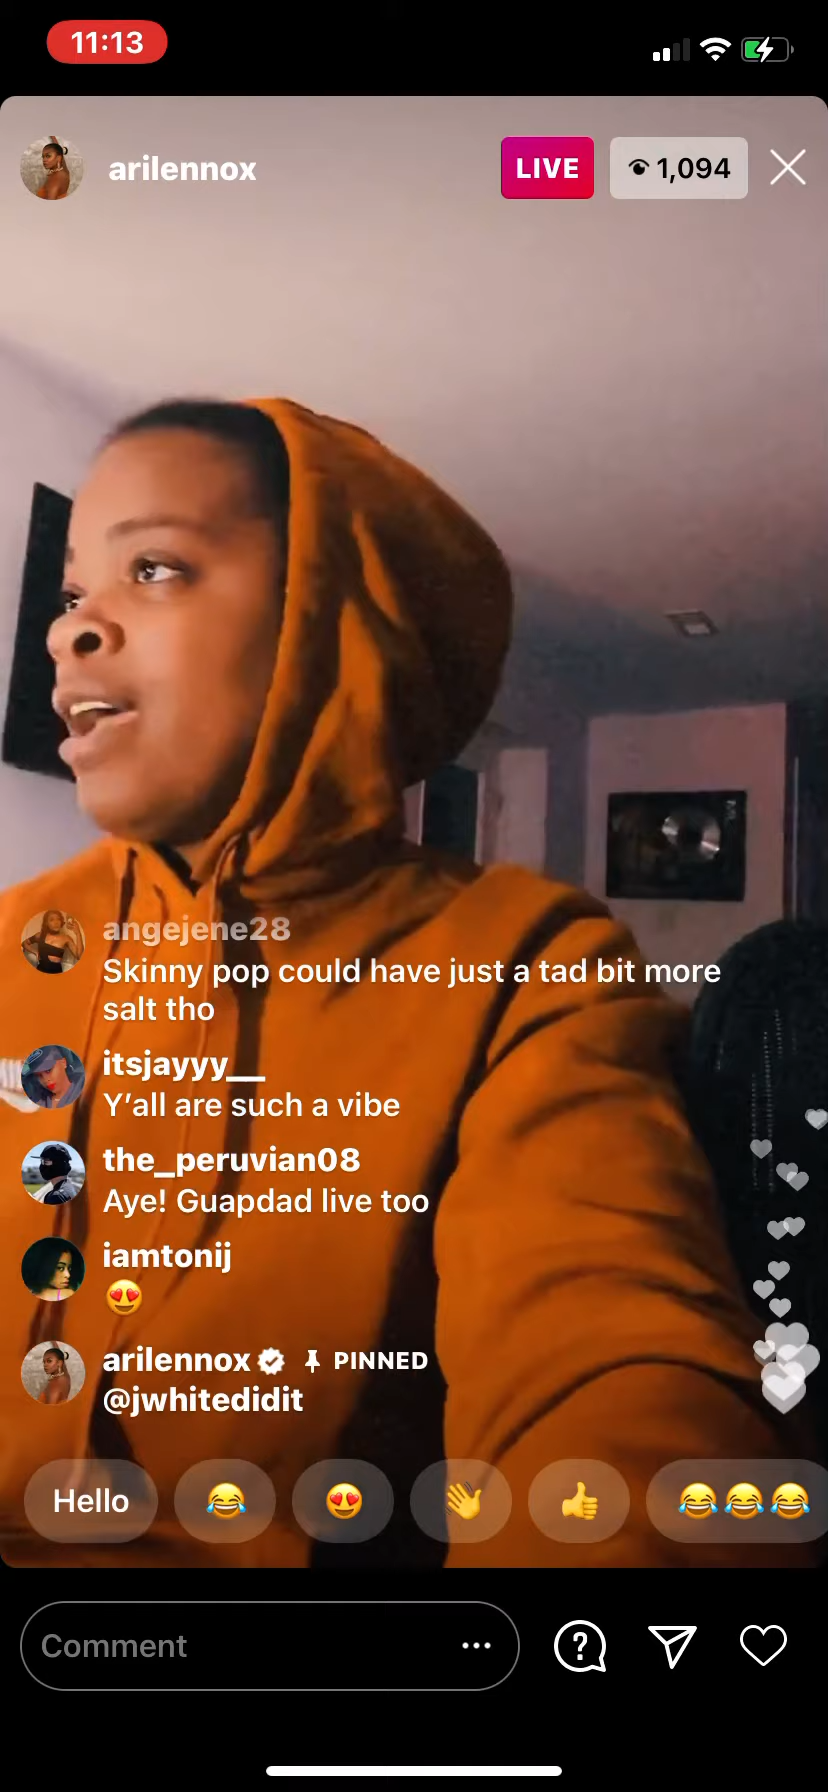 11:13
arilennox
LIVE
1,094
angejene28
Skinny pop could have just a tad bit more
salt tho
itsjayyy__
Y'all are such a vibe
the_peruvian08
Aye! Guapdad live too
iamtonij
😍
arilennox PINNED
@jwhitedidit
Hello 😂 😍 👋 👍 😂😂😂
Comment